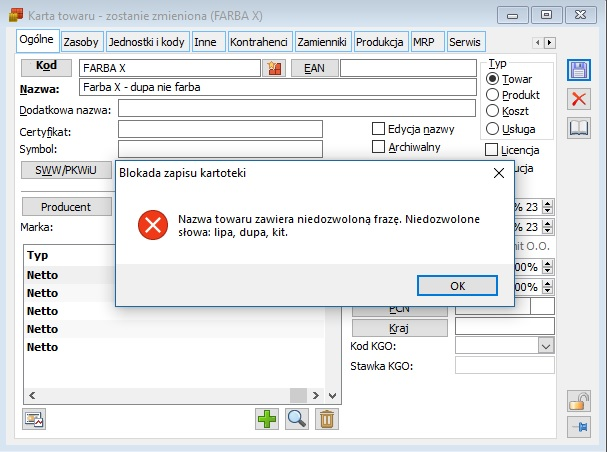 Karta towaru - zostanie zmieniona (FARBA X)
Ogólne Zasoby Jednostki i kody Inne Kontrahenci Zamienniki Produkcja MRP Serwis
Kod FARBA X EAN
Typ
Towar
Nazwa: Farba X - dupa nie farba
Produkt
Dodatkowa nazwa:
Koszt
Certyfikat: Edycja nazwy
Usługa
Symbol: Archiwalny
Licencja
SWW/PKWiU
Blokada zapisu kartoteki
Nazwa towaru zawiera niedozwoloną frazę. Niedozwolone
słowa: lipa, dupa, kit.
OK
Producent
% 23
Marka:
% 23
Typ
O.O.
Netto
00%
Netto
00%
Netto
PCN
Netto
Kraj
Netto
Kod KGO:
Stawka KGO: